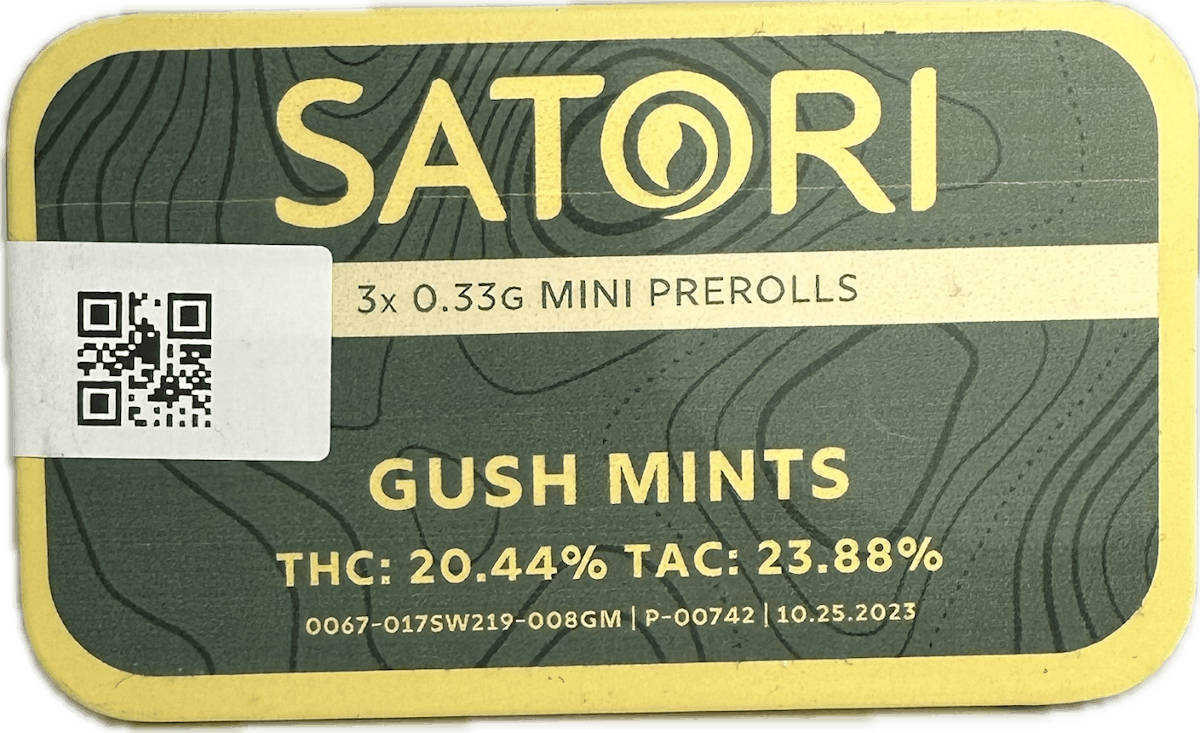 SATORI
3x 0.33G MINI PREROLLS
GUSH MINTS
THC: 20.44% TAC: 23.88%
0067-017SW219-008GM | P-00742 | 10.25.2023